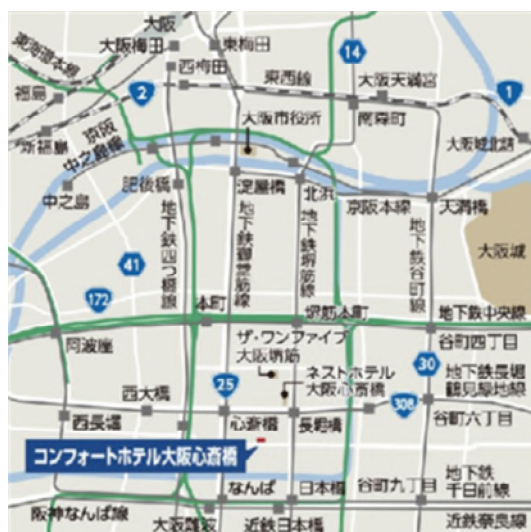 大阪
大阪梅田
東梅田
西梅田
東海道本線
14
2
東西線
大阪天満宮
1
福島
新福島
大阪市役所
南森町
大阪城北詰
京阪
中之島線
中之島
肥後橋
淀屋橋
北浜
京阪本線
天満橋
地下鉄四つ橋線
地下鉄御堂筋線
地下鉄堺筋線
地下鉄谷町線
大阪城
41
172
本町
堺筋本町
地下鉄中央線
阿波座
ザ・ワンファイブ
大阪堺筋
谷町四丁目
30
地下鉄長堀
鶴見緑地線
ネストホテル
大阪心斎橋
西大橋
25
308
西長堀
心斎橋
長堀橋
谷町六丁目
コンフォートホテル大阪心斎橋
なんば
日本橋
谷町九丁目
地下鉄
千日前線
阪神なんば線
大阪難波
近鉄日本橋
近鉄奈良線